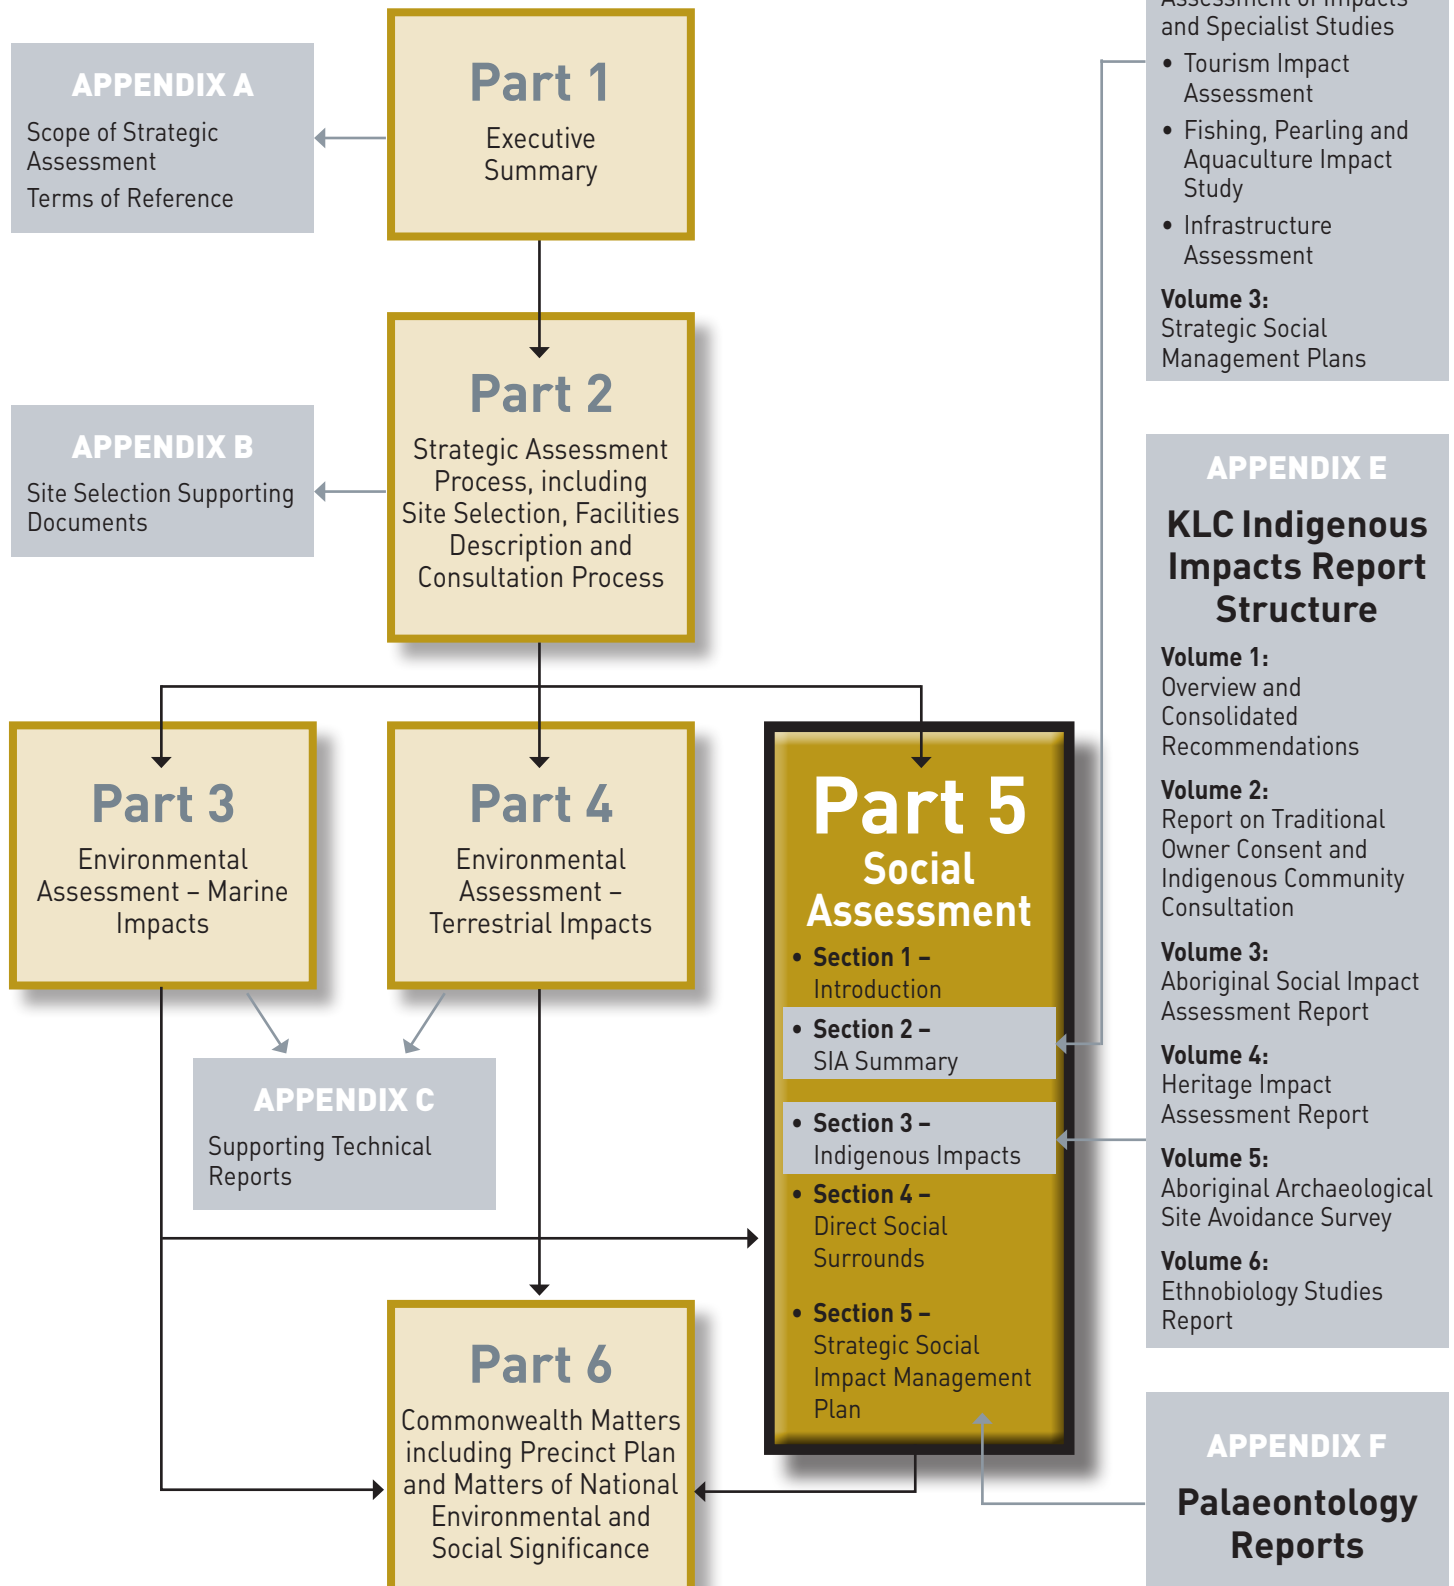 APPENDIX A
Scope of Strategic
Assessment
Terms of Reference
Part 1
Executive
Summary
APPENDIX B
Site Selection Supporting
Documents
Part 2
Strategic Assessment
Process, including
Site Selection, Facilities
Description and
Consultation Process
Part 3
Environmental
Assessment – Marine
Impacts
Part 4
Environmental
Assessment –
Terrestrial Impacts
APPENDIX C
Supporting Technical
Reports
Part 5
Social
Assessment
• Section 1 –
Introduction
• Section 2 –
SIA Summary
• Section 3 –
Indigenous Impacts
• Section 4 –
Direct Social
Surrounds
• Section 5 –
Strategic Social
Impact Management
Plan
Part 6
Commonwealth Matters
including Precinct Plan
and Matters of National
Environmental and
Social Significance
Assessment of Impacts
and Specialist Studies
• Tourism Impact
Assessment
• Fishing, Pearling and
Aquaculture Impact
Study
• Infrastructure
Assessment
Volume 3:
Strategic Social
Management Plans
APPENDIX E
KLC Indigenous
Impacts Report
Structure
Volume 1:
Overview and
Consolidated
Recommendations
Volume 2:
Report on Traditional
Owner Consent and
Indigenous Community
Consultation
Volume 3:
Aboriginal Social Impact
Assessment Report
Volume 4:
Heritage Impact
Assessment Report
Volume 5:
Aboriginal Archaeological
Site Avoidance Survey
Volume 6:
Ethnobiology Studies
Report
APPENDIX F
Palaeontology
Reports